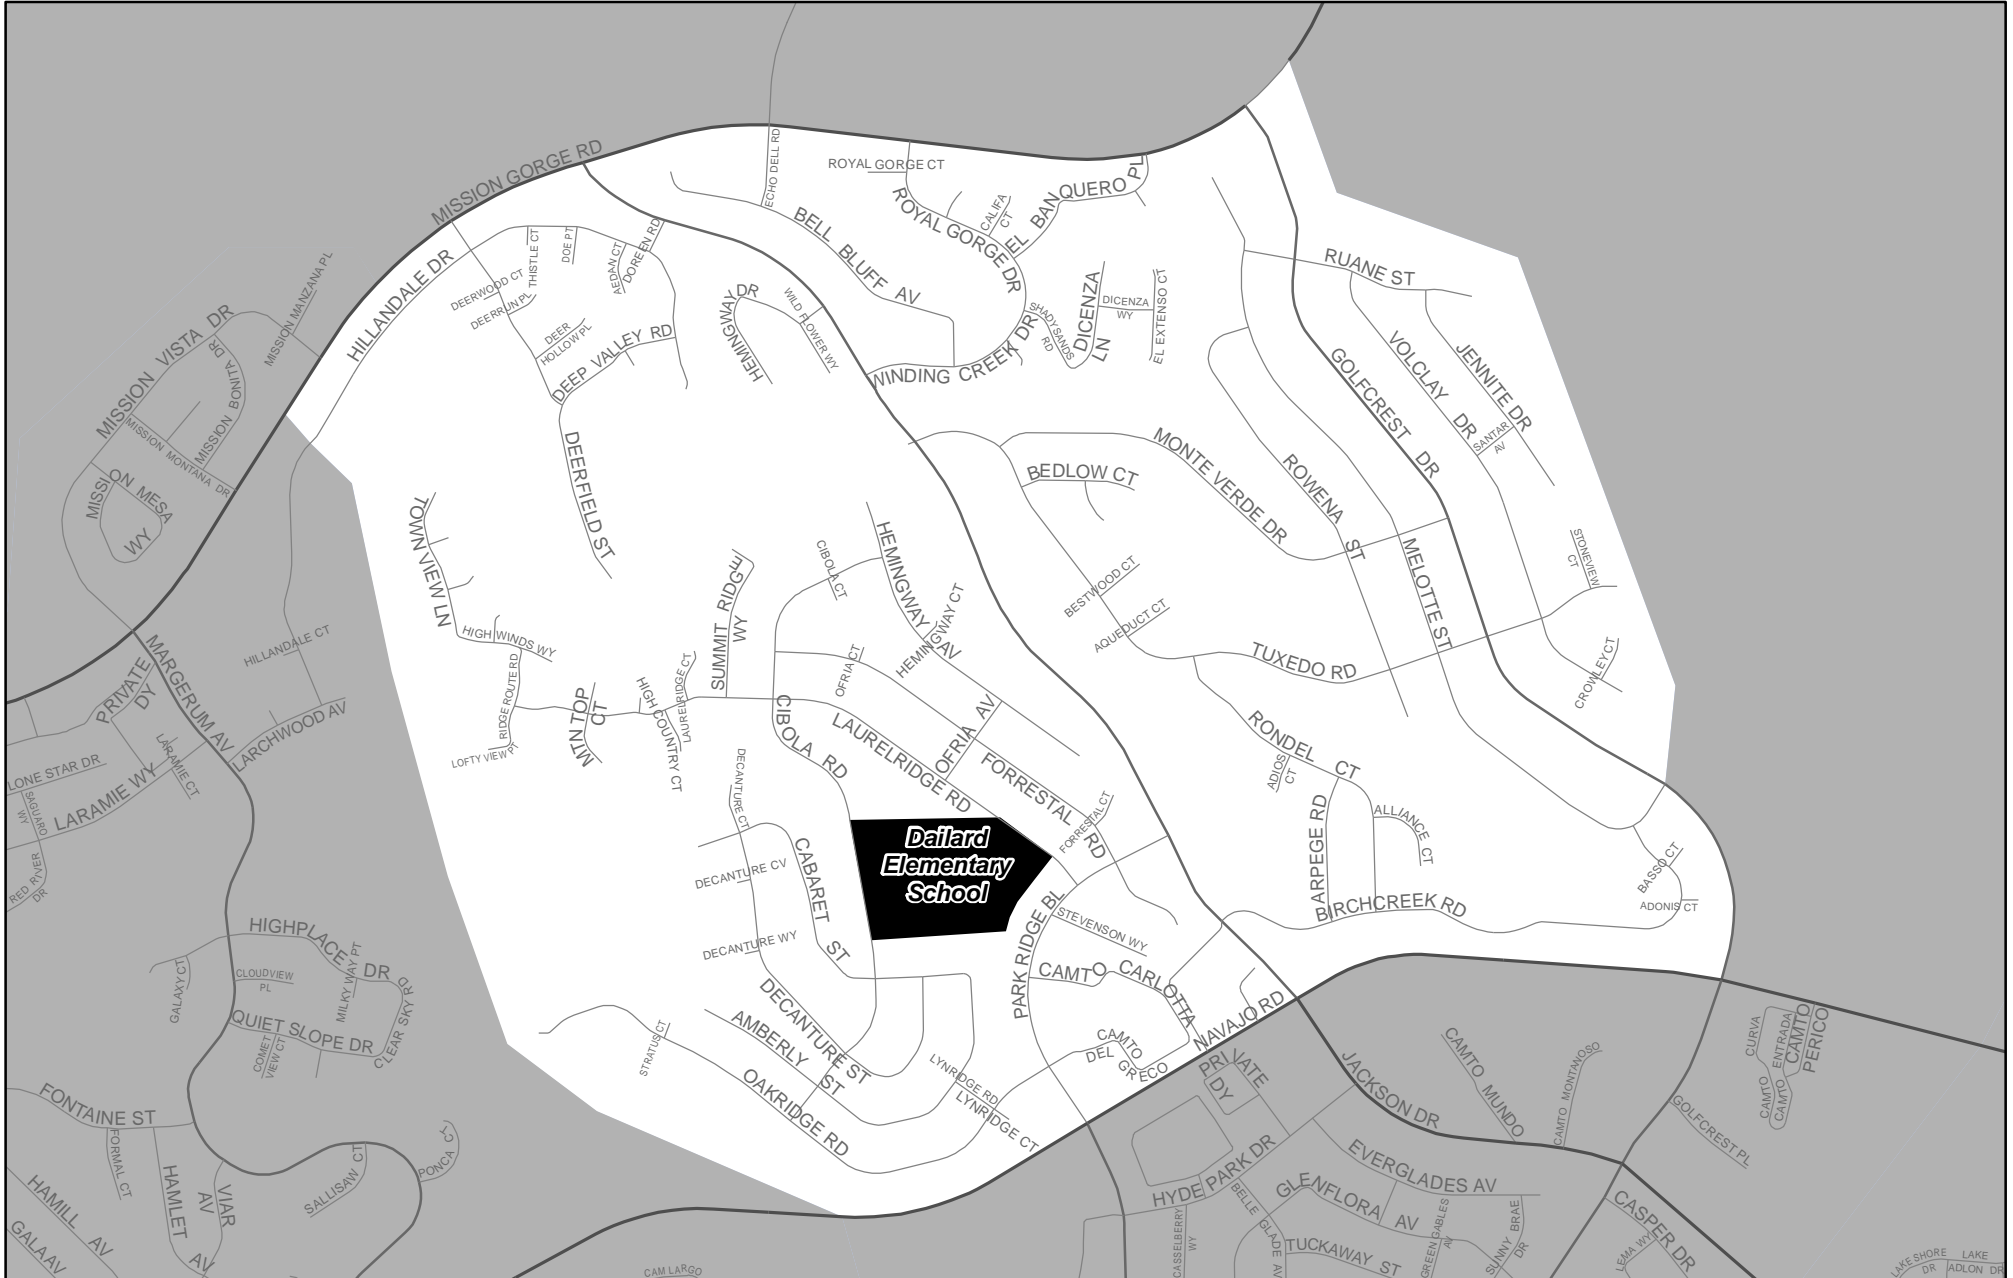 MISSION GORGE RD
ECHO DELL RD
ROYAL GORGE CT
ROYAL GORGE DR
CALIFA
CT
EL BANQUERO PL
BELL BLUFF AV
HILLANDALE DR
THISTLE CT
DOE PT
AEDAN CT
DOREEN RD
DEERWOOD CT
DEERRUN PL
DEER
HOLLOW PL
DEEP VALLEY RD
HEMINGWAY DR
WILD FLOWER WY
WINDING CREEK DR
SHADY SANDS
RD
DICENZA
LN
DICENZA
WY
EL EXTENSO CT
RUANE ST
GOLFCREST DR
VOLCLAY DR
JENNITE DR
SANTAR
AV
MISSION MANZANA PL
MISSION VISTA DR
MISSION BONITA DR
MISSION MONTANA DR
MISSION MESA
WY
DEERFIELD ST
BEDLOW CT
MONTE VERDE DR
ROWENA ST
MELOTTE ST
STONEVIEW
CT
CROWLEY CT
TOWN VIEW LN
HIGH WINDS WY
RIDGE ROUTE RD
LOFTY VIEW PT
MTN TOP
CT
HIGH COUNTRY CT
LAURELRIDGE CT
SUMMIT RIDGE
WY
CIBOLA CT
HEMINGWAY AV
HEMINGWAY CT
OFRIA CT
OFRIA AV
BESTWOOD CT
AQUEDUCT CT
TUXEDO RD
RONDEL CT
ADIOS
CT
ARPEGE RD
ALLIANCE CT
BIRCHCREEK RD
BASSO CT
ADONIS CT
HILLANDALE CT
MARGERUM AV
LARCHWOOD AV
PRIVATE
DY
LARAMIE CT
LARAMIE WY
LONE STAR DR
SAGUARO
WY
RED RIVER
DR
CIBOLA RD
LAURELRIDGE RD
FORRESTAL RD
FORRESTAL CT
DECANTURE CT
DECANTURE CV
DECANTURE WY
CABARET ST
Dailard
Elementary
School
PARK RIDGE BL
STEVENSON WY
CAMTO CARLOTTA
CAMTO
DEL
GRECO
NAVAJO RD
DECANTURE ST
AMBERLY ST
OAKRIDGE RD
STRATUS CT
LYNRIDGE RD
LYNRIDGE CT
HIGHPLACE DR
GALAXY CT
CLOUDVIEW
PL
MILKY WAY PT
CLEAR SKY RD
QUIET SLOPE DR
COMET
VIEW CT
FONTAINE ST
FORMAL CT
HAMLET AV
VIAR
AV
SALLISAW CT
PONCA CT
HAMILL AV
GALA AV
CAM LARGO
PRIVATE
DY
JACKSON DR
CAMTO MUNDO
CAMTO MONTANOSO
HYDE PARK DR
EVERGLADES AV
GLENFLORA AV
BELLE GLADE AV
CASSELBERRY
WY
TUCKAWAY ST
GREEN GABLES
AV
SUNNY BRAE
DR
CASPER DR
LEMA WY
GOLFCREST PL
CURVA
CAMTO
ENTRADA
CAMTO
CAMTO
PERICO
LAKE SHORE
DR
LAKE
ADLON DR